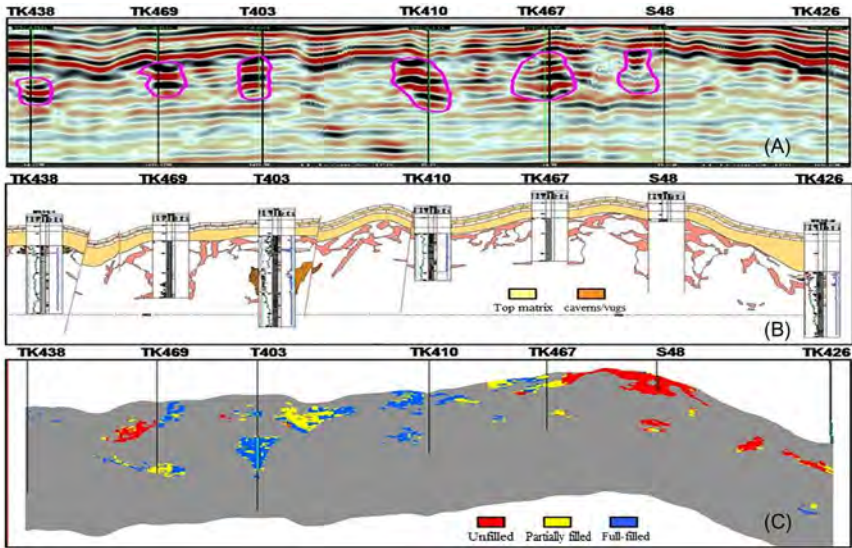 TK438 TK469 T403 TK410 TK467 S48 TK426
(A)
TK438 TK469 T403 TK410 TK467 S48 TK426
Top matrix caverns/vugs
(B)
TK438 TK469 T403 TK410 TK467 S48 TK426
Unfilled Partially filled Full-filled
(C)